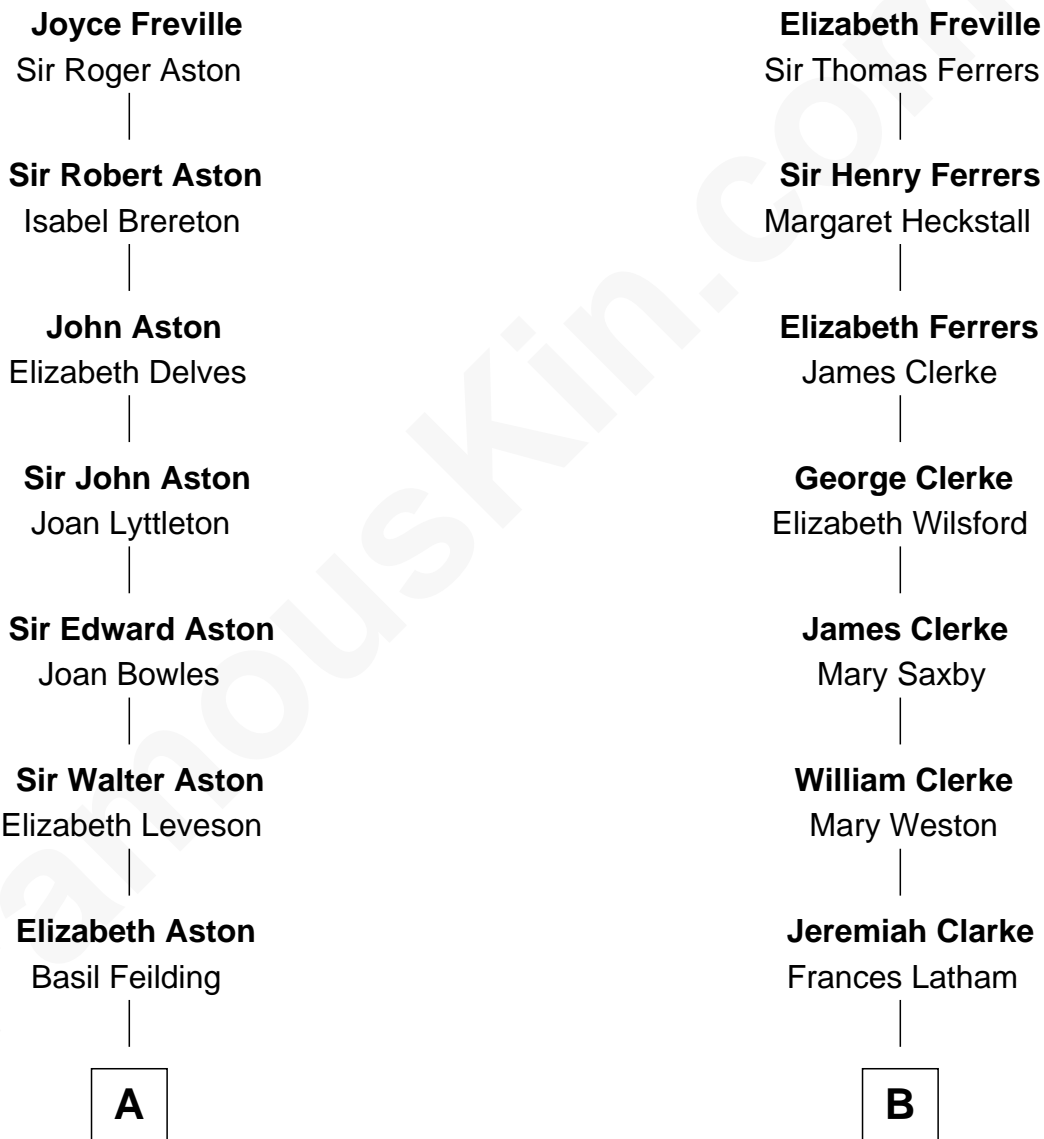 Joyce Freville
Sir Roger Aston
Sir Robert Aston
Isabel Brereton
John Aston
Elizabeth Delves
Sir John Aston
Joan Lyttleton
Sir Edward Aston
Joan Bowles
Sir Walter Aston
Elizabeth Leveson
Elizabeth Aston
Basil Feilding
A
Elizabeth Freville
Sir Thomas Ferrers
Sir Henry Ferrers
Margaret Heckstall
Elizabeth Ferrers
James Clerke
George Clerke
Elizabeth Wilsford
James Clerke
Mary Saxby
William Clerke
Mary Weston
Jeremiah Clarke
Frances Latham
B
amouskin.com